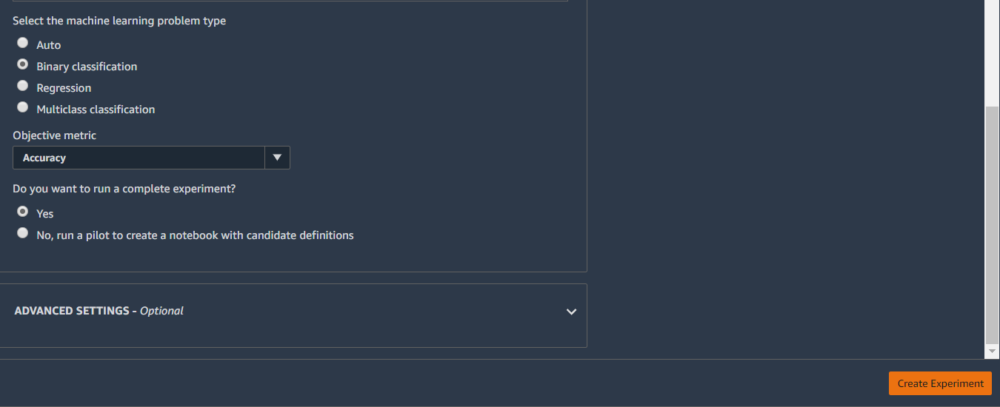 Select the machine learning problem type
Auto
Binary classification
Regression
Multiclass classification
Objective metric
Accuracy
Do you want to run a complete experiment?
Yes
No, run a pilot to create a notebook with candidate definitions
ADVANCED SETTINGS - Optional
Create Experiment